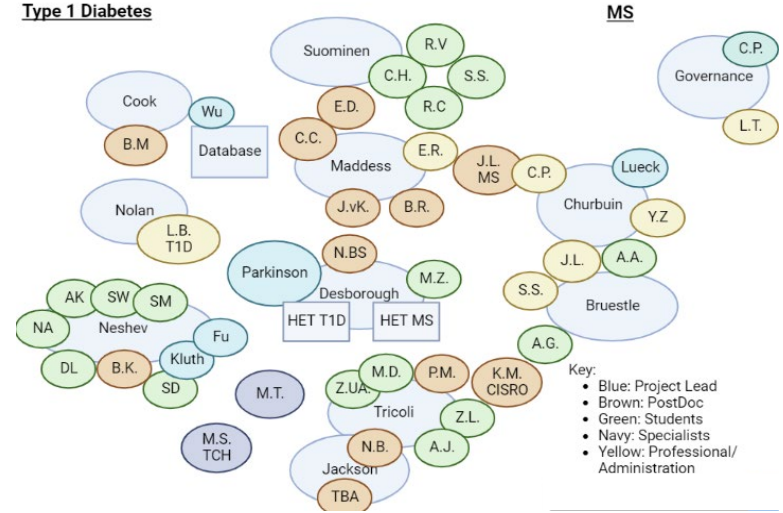 Type 1 Diabetes
MS
Suominen
R.V
C.H.
S.S.
R.C
C.P.
Governance
L.T.
Cook
Wu
B.M
Database
E.D.
C.C.
Maddess
E.R.
J.L.
MS
C.P.
Lueck
Churbuin
Y.Z
J.vK.
B.R.
Nolan
L.B.
T1D
N.BS
Parkinson
M.Z.
Desborough
HET T1D
HET MS
J.L.
A.A.
S.S.
Bruestle
AK
SW
SM
NA
Neshev
Fu
Kluth
DL
B.K.
SD
A.G.
M.T.
M.S.
TCH
M.D.
Z.UA.
P.M.
K.M.
CISRO
Tricoli
Z.L.
N.B.
A.J.
Jackson
TBA
Key:
• Blue: Project Lead
• Brown: PostDoc
• Green: Students
• Navy: Specialists
• Yellow: Professional/
Administration